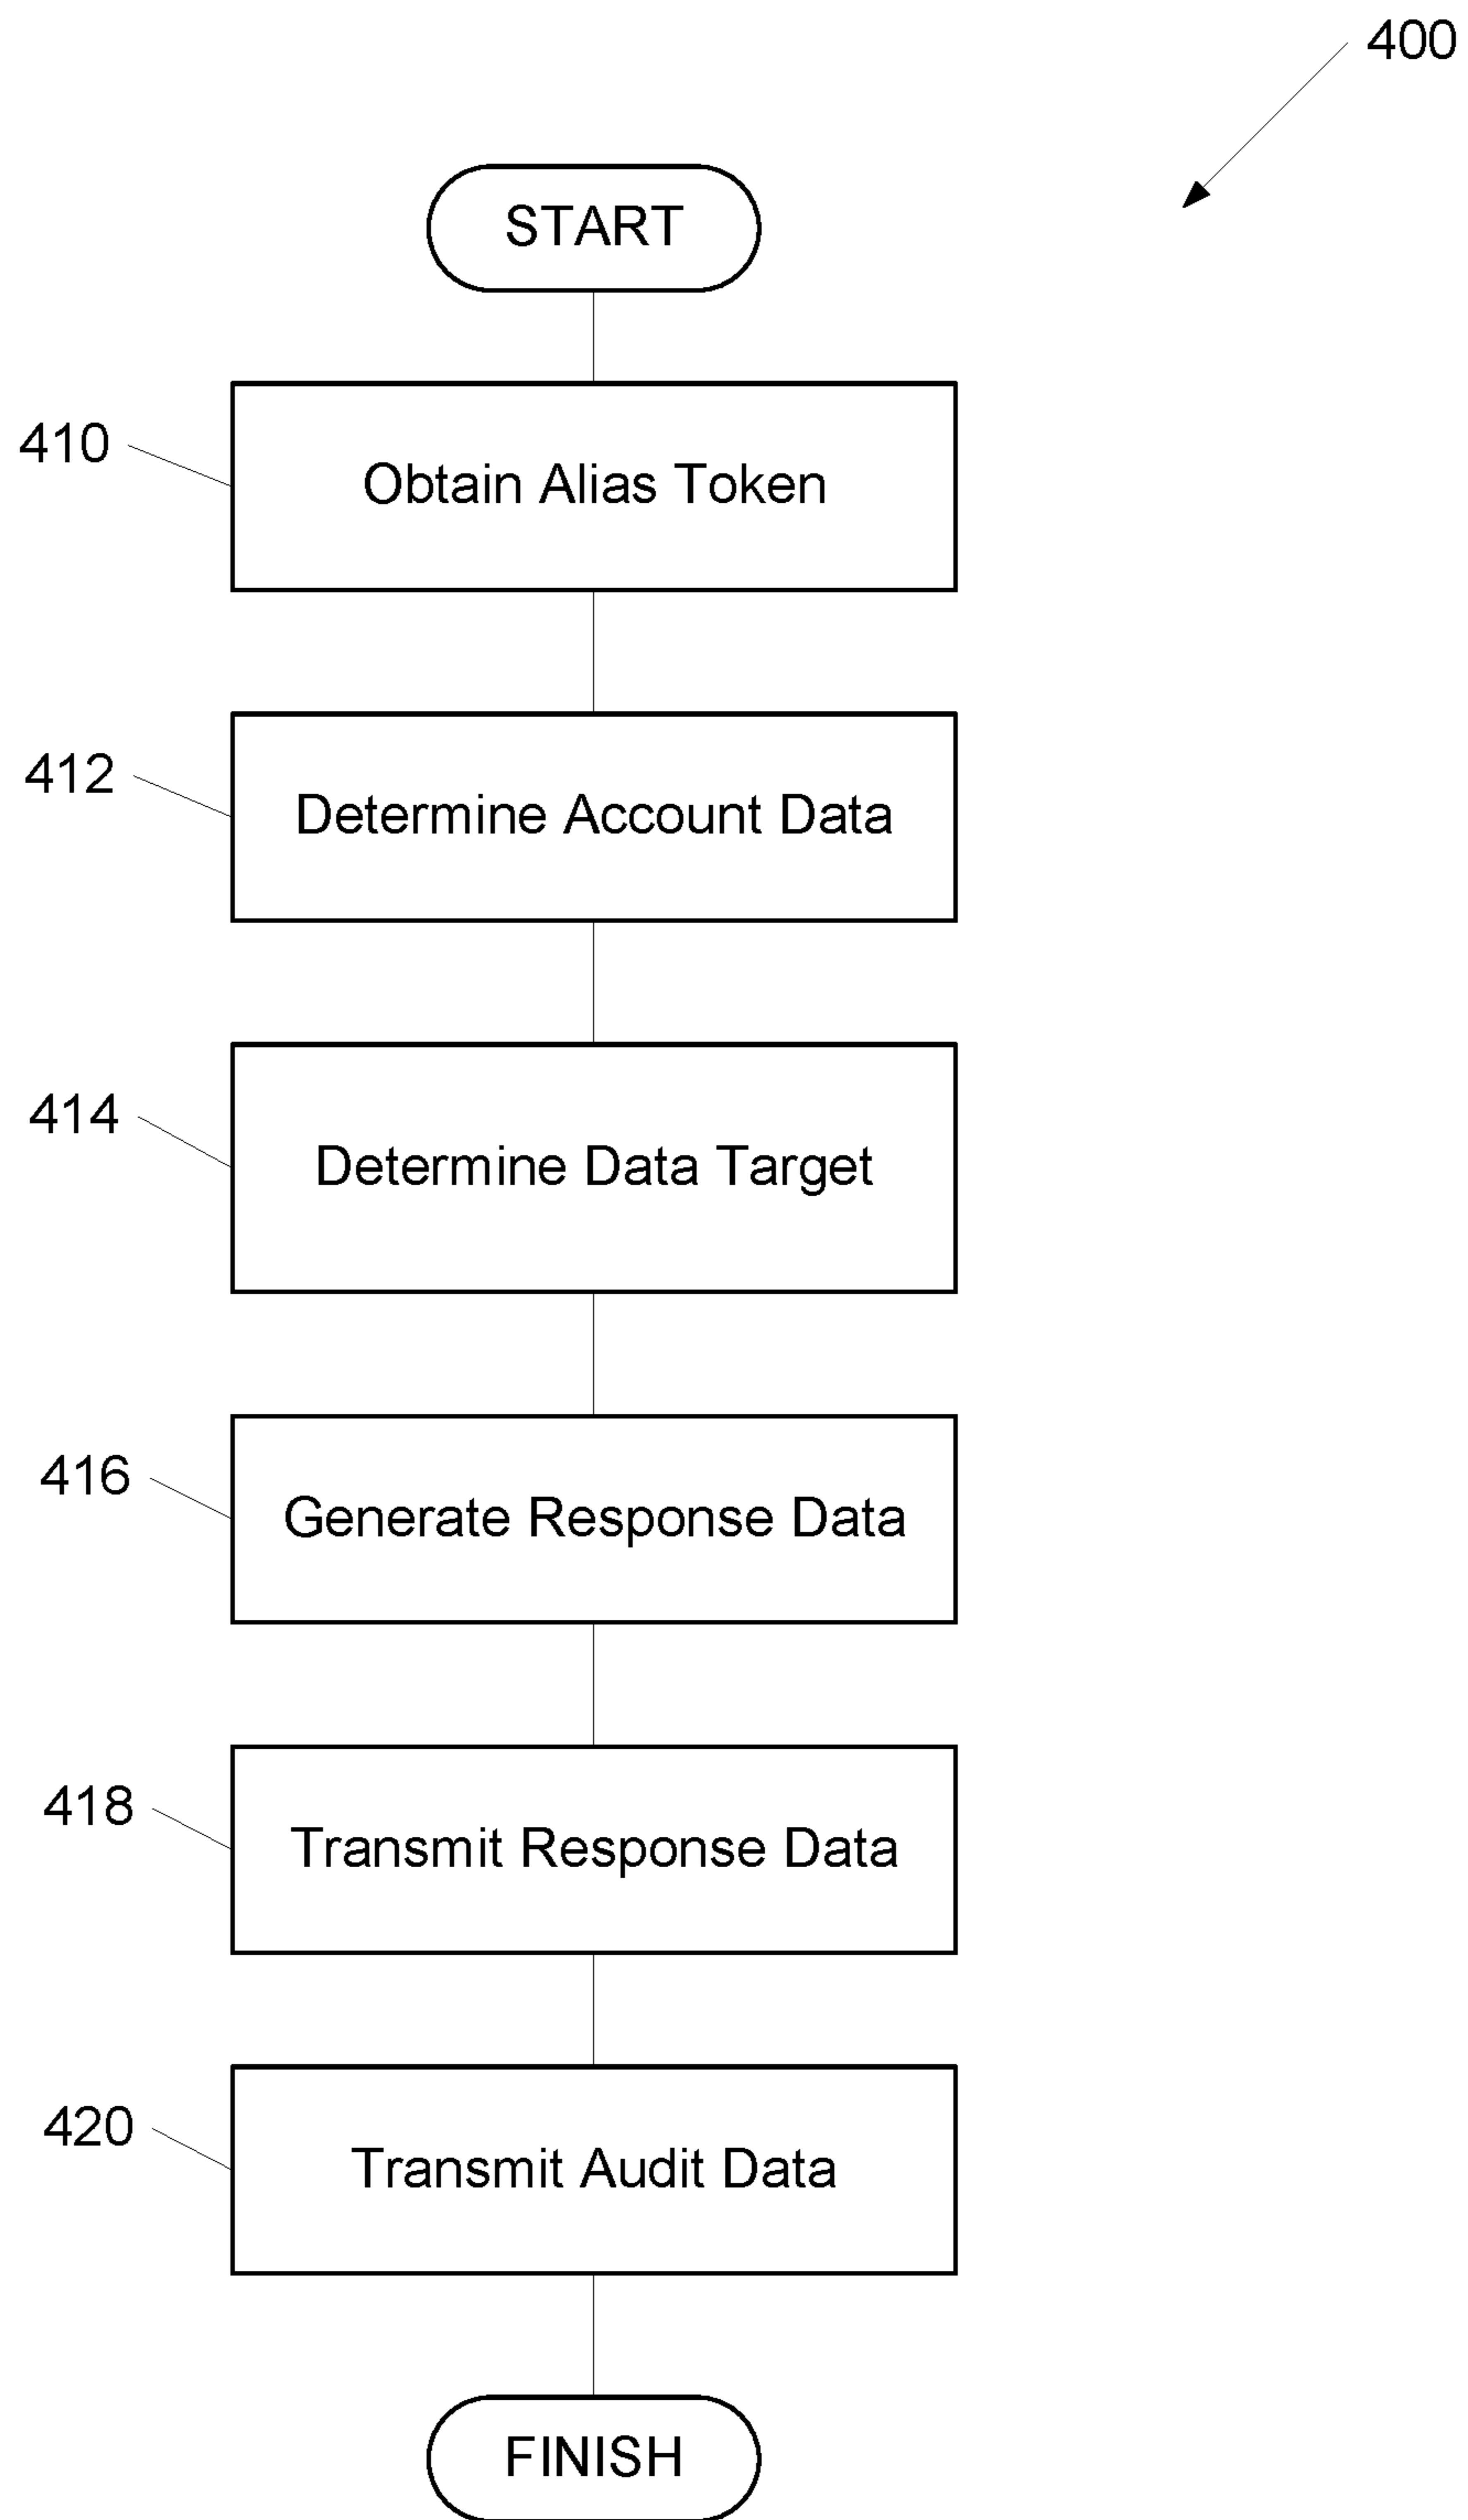 400
START
410
Obtain Alias Token
412
Determine Account Data
414
Determine Data Target
416
Generate Response Data
418
Transmit Response Data
420
Transmit Audit Data
FINISH